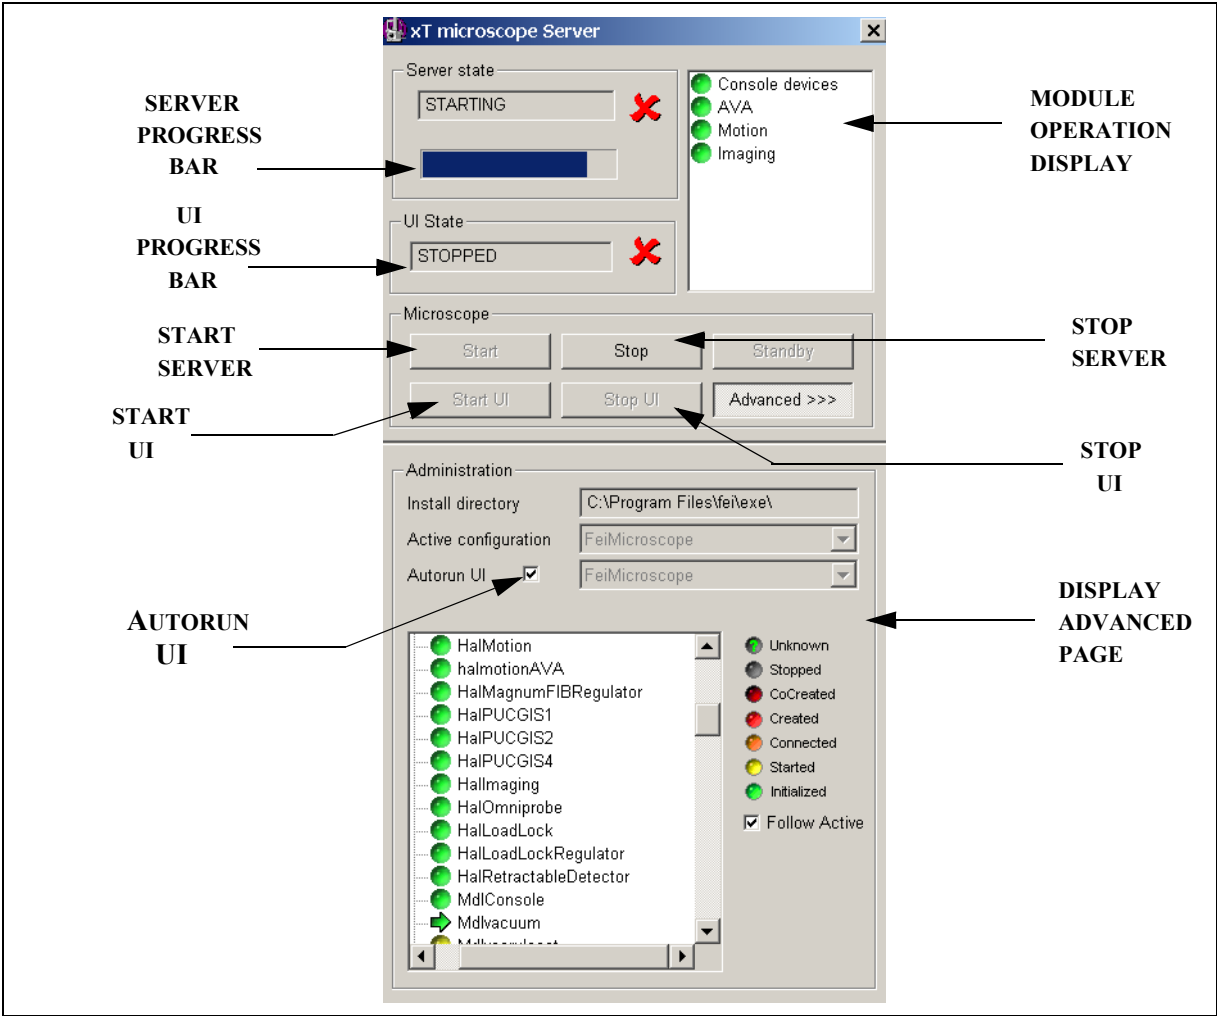 xT microscope Server
Server state
STARTING
Console devices
AVA
Motion
Imaging
UI State
STOPPED
Microscope
Start
Stop
Standby
Start UI
Stop UI
Advanced >>>
Administration
Install directory
C:\Program Files\fei\exe\
Active configuration
FeiMicroscope
Autorun UI
FeiMicroscope
HalMotion
halmotionAVA
HalMagnumFIBRegulator
HalPUCGIS1
HalPUCGIS2
HalPUCGIS4
HalImaging
HalOmniprobe
HalLoadLock
HalLoadLockRegulator
HalRetractableDetector
MdlConsole
Mdlvacuum
Unknown
Stopped
CoCreated
Created
Connected
Started
Initialized
Follow Active
SERVER
PROGRESS
BAR
UI
PROGRESS
BAR
START
SERVER
START
UI
AUTORUN
UI
MODULE
OPERATION
DISPLAY
STOP
SERVER
STOP
UI
DISPLAY
ADVANCED
PAGE